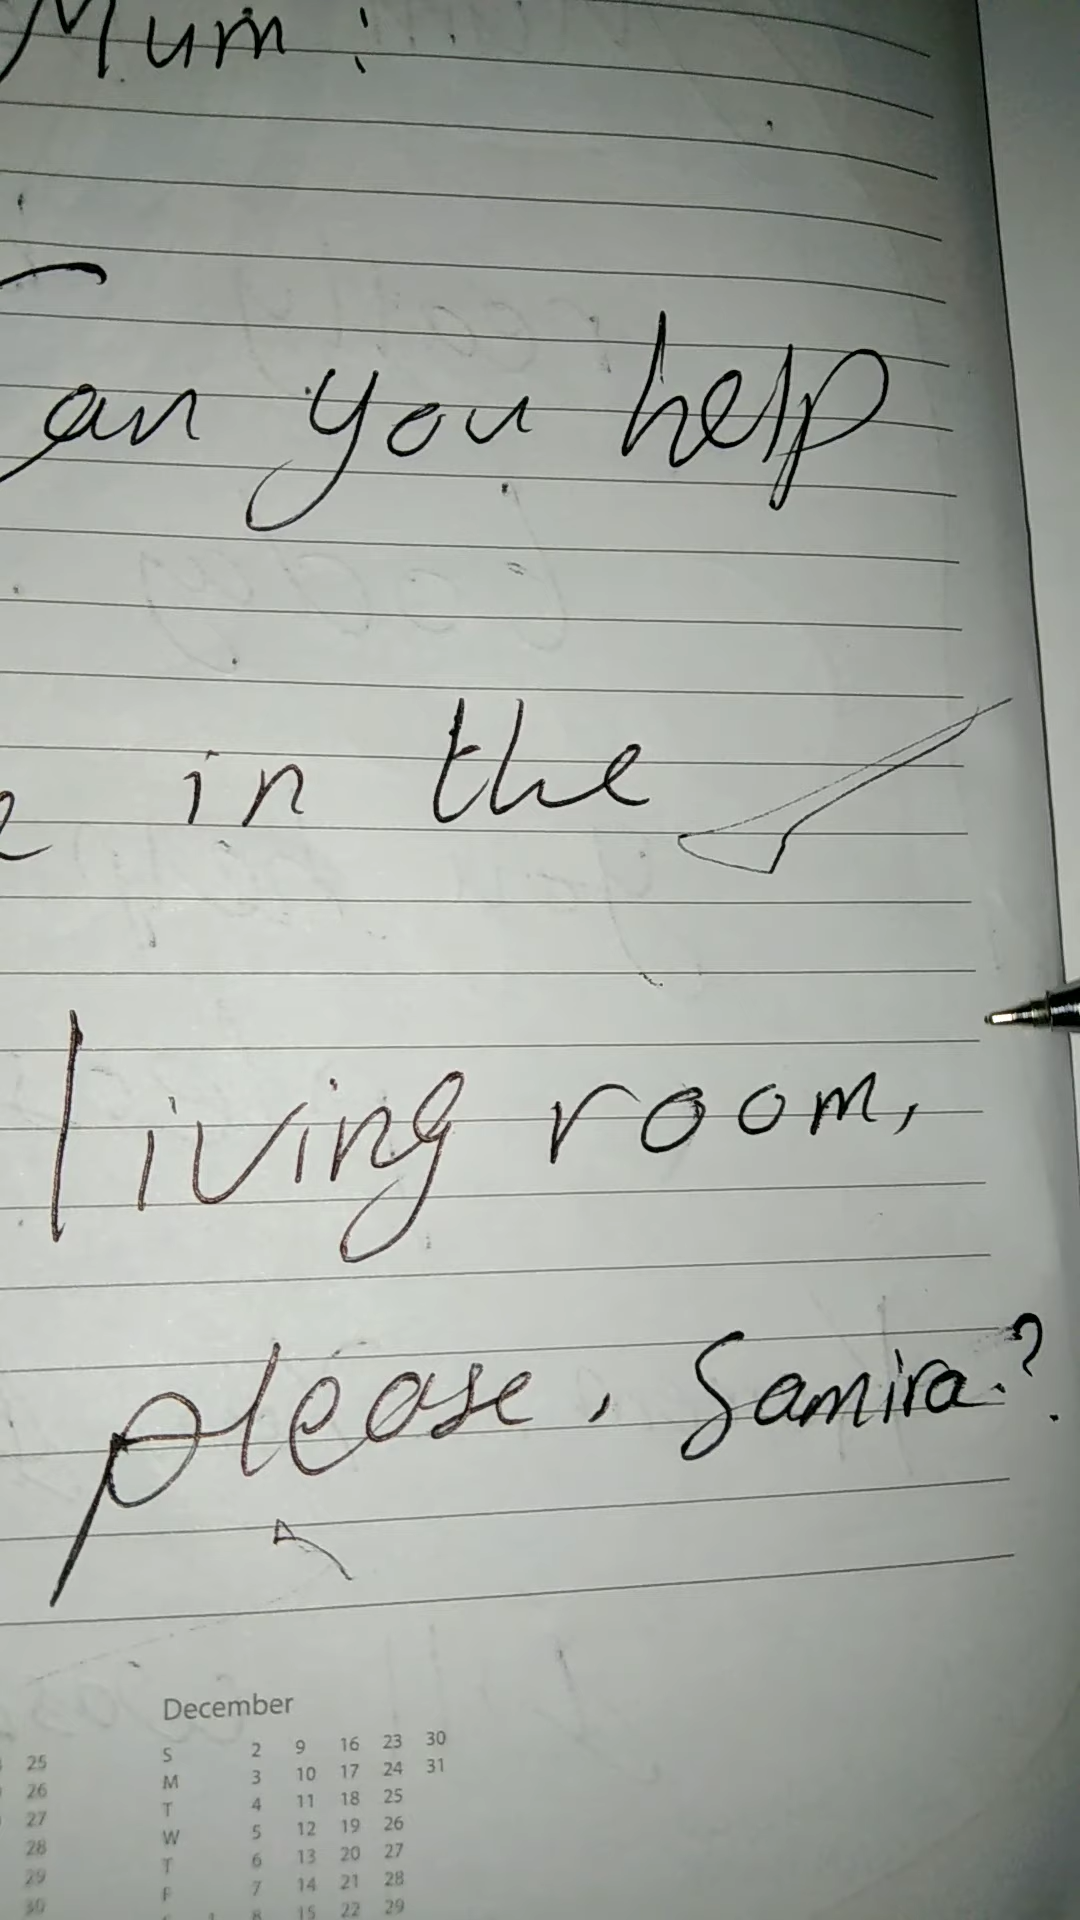 Mum:
Can you help
in the
living room,
please, Samira.?
December
25 S 2 9 16 23 30
26 M 3 10 17 24 31
27 T 4 11 18 25
28 W 5 12 19 26
29 T 6 13 20 27
30 F 7 14 21 28
1 8 15 22 29